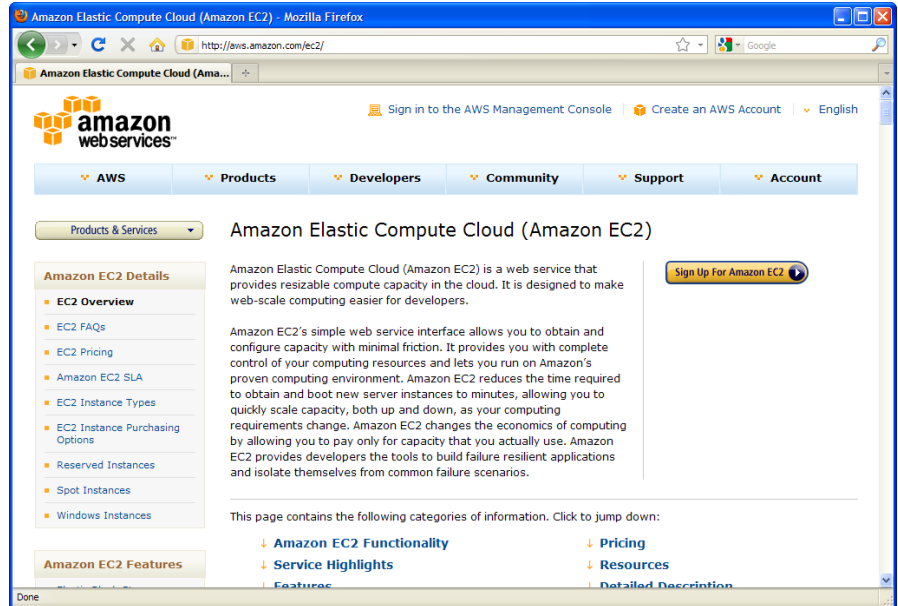 Amazon Elastic Compute Cloud (Amazon EC2) - Mozilla Firefox
http://aws.amazon.com/ec2/
Google
Amazon Elastic Compute Cloud (Ama...
amazon
webservices™
Sign in to the AWS Management Console
Create an AWS Account
English
AWS
Products
Developers
Community
Support
Account
Products & Services
Amazon EC2 Details
EC2 Overview
EC2 FAQs
EC2 Pricing
Amazon EC2 SLA
EC2 Instance Types
EC2 Instance Purchasing
Options
Reserved Instances
Spot Instances
Windows Instances
Amazon EC2 Features
Amazon Elastic Compute Cloud (Amazon EC2)
Amazon Elastic Compute Cloud (Amazon EC2) is a web service that
provides resizable compute capacity in the cloud. It is designed to make
web-scale computing easier for developers.
Amazon EC2's simple web service interface allows you to obtain and
configure capacity with minimal friction. It provides you with complete
control of your computing resources and lets you run on Amazon's
proven computing environment. Amazon EC2 reduces the time required
to obtain and boot new server instances to minutes, allowing you to
quickly scale capacity, both up and down, as your computing
requirements change. Amazon EC2 changes the economics of computing
by allowing you to pay only for capacity that you actually use. Amazon
EC2 provides developers the tools to build failure resilient applications
and isolate themselves from common failure scenarios.
Sign Up For Amazon EC2
This page contains the following categories of information. Click to jump down:
↓ Amazon EC2 Functionality
↓ Service Highlights
↓ Features
↓ Pricing
↓ Resources
↓ Detailed Description
Done